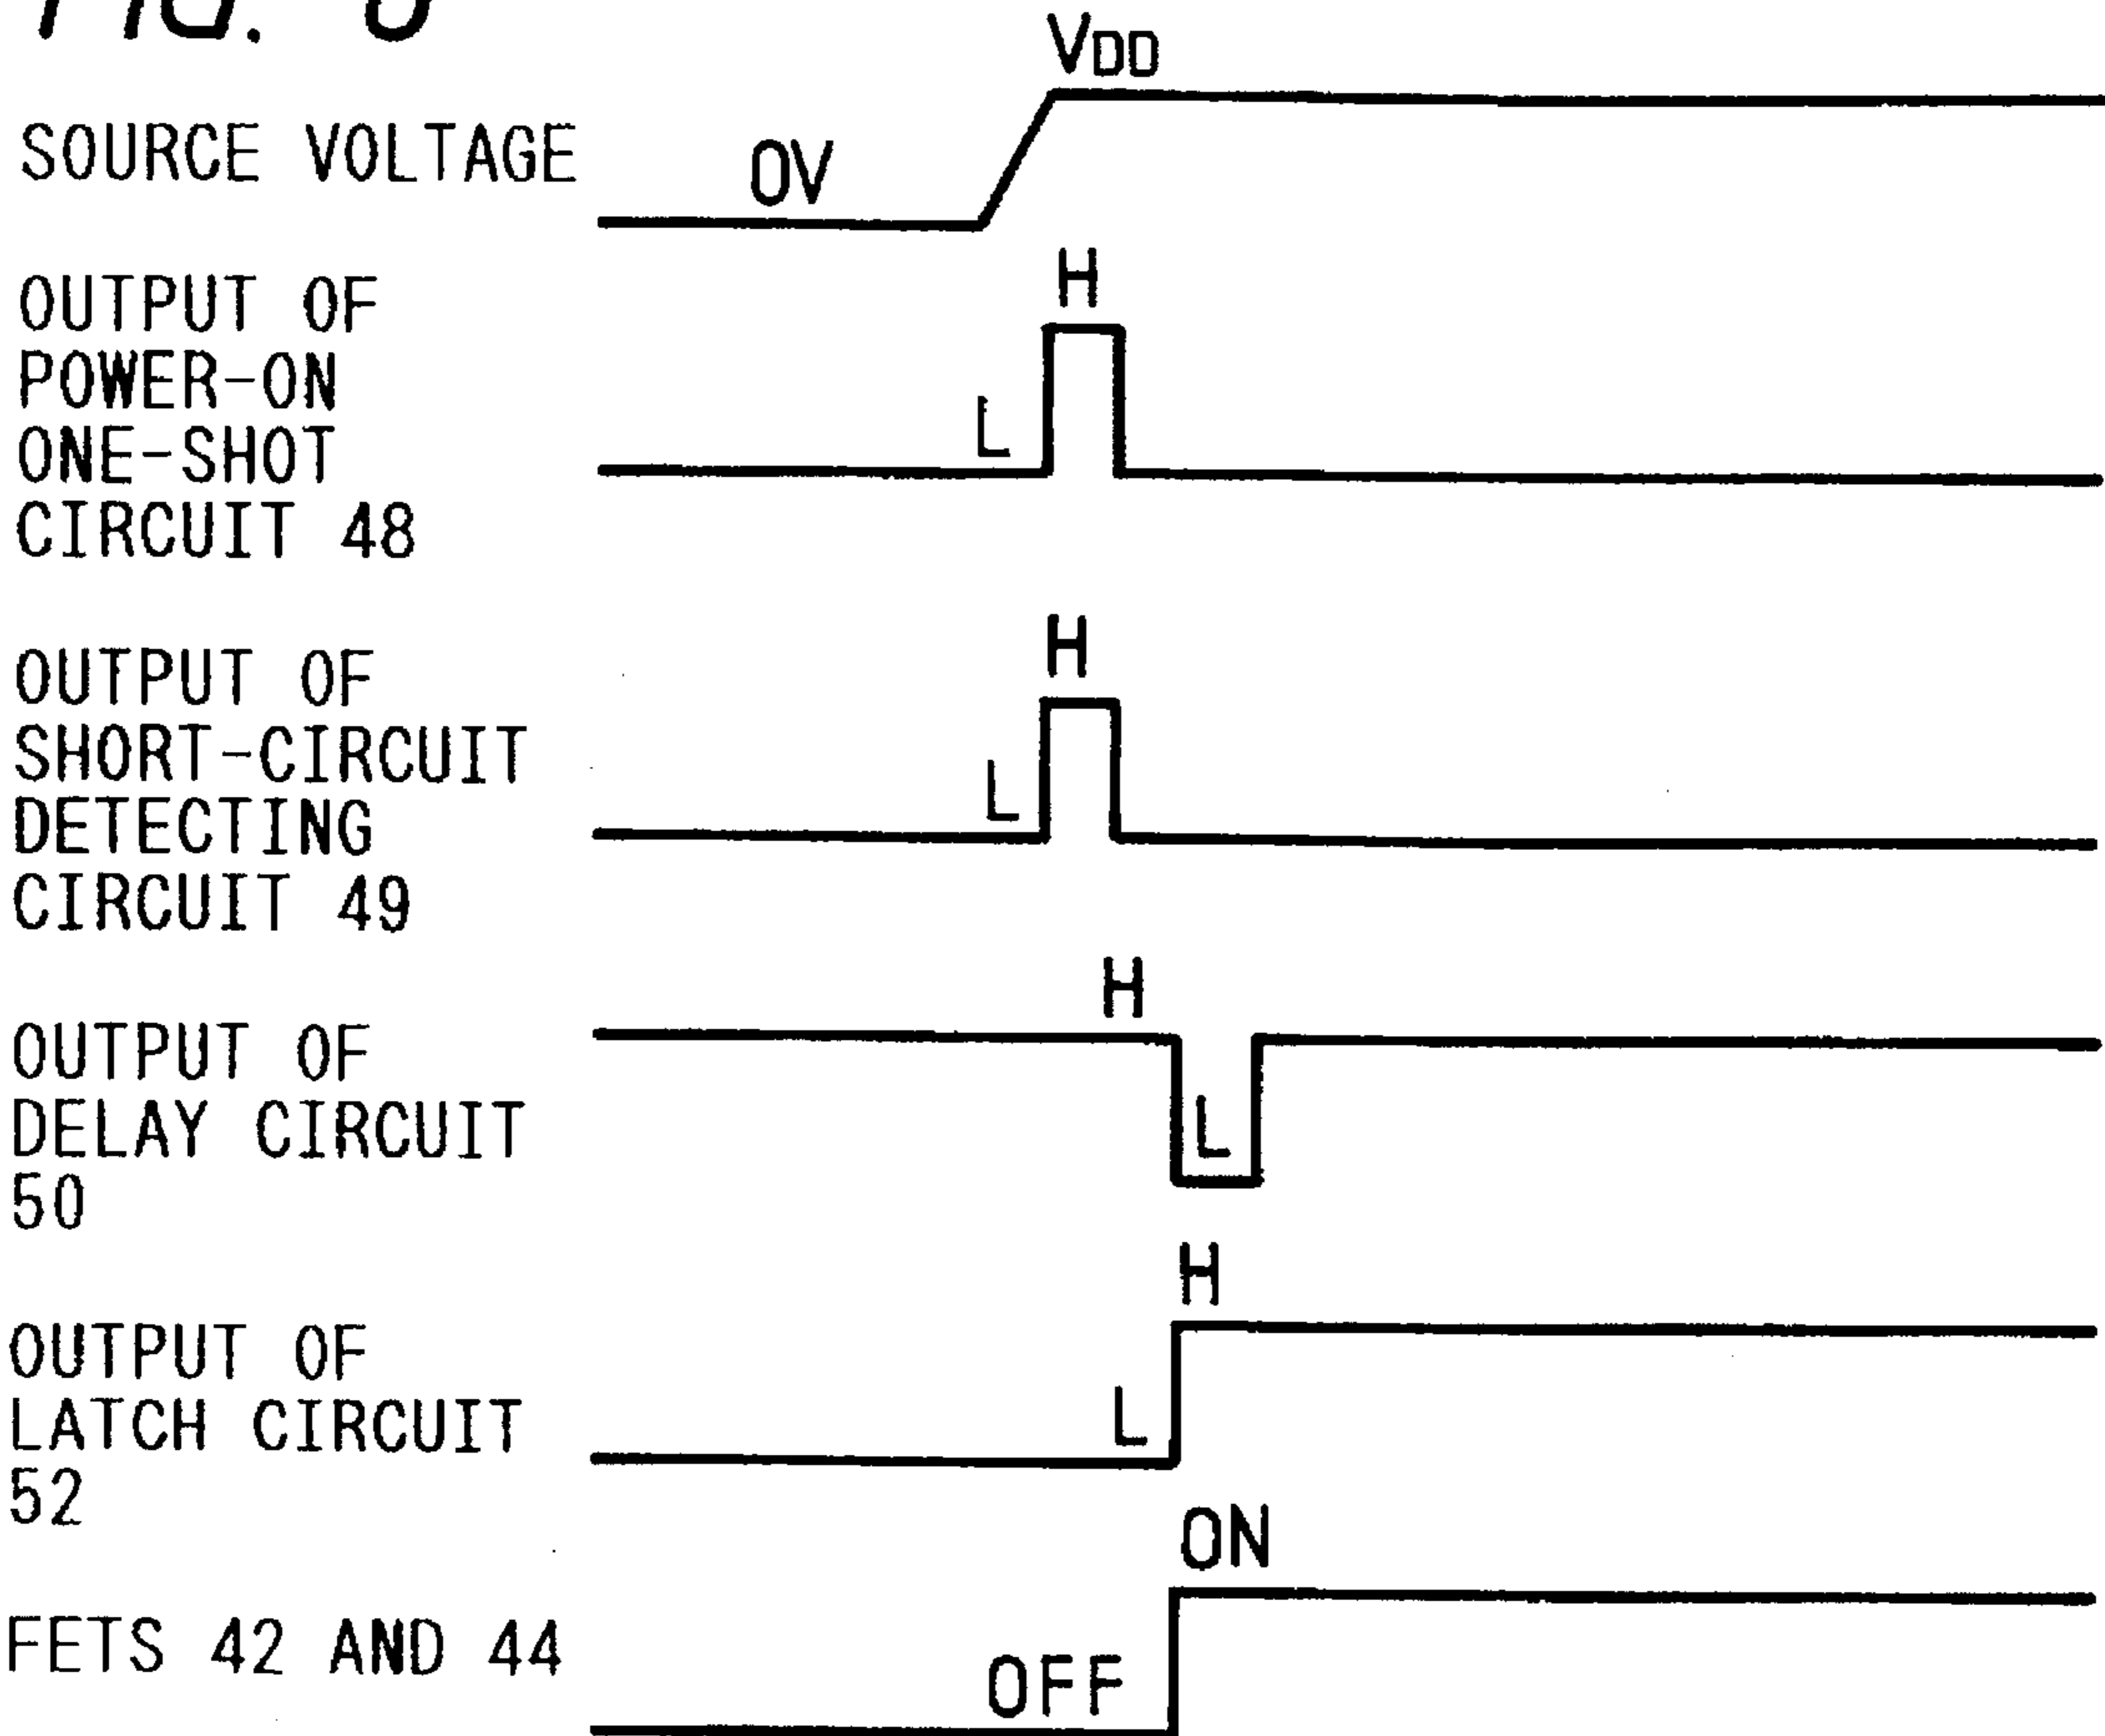 FIG.
VDD
SOURCE VOLTAGE
0V
H
OUTPUT OF
POWER-ON
L
ONE-SHOT
CIRCUIT 48
H
OUTPUT OF
SHORT-CIRCUIT
L
DETECTING
CIRCUIT 49
H
OUTPUT OF
DELAY CIRCUIT
L
50
H
OUTPUT OF
LATCH CIRCUIT
L
52
ON
FETS 42 AND 44
OFF